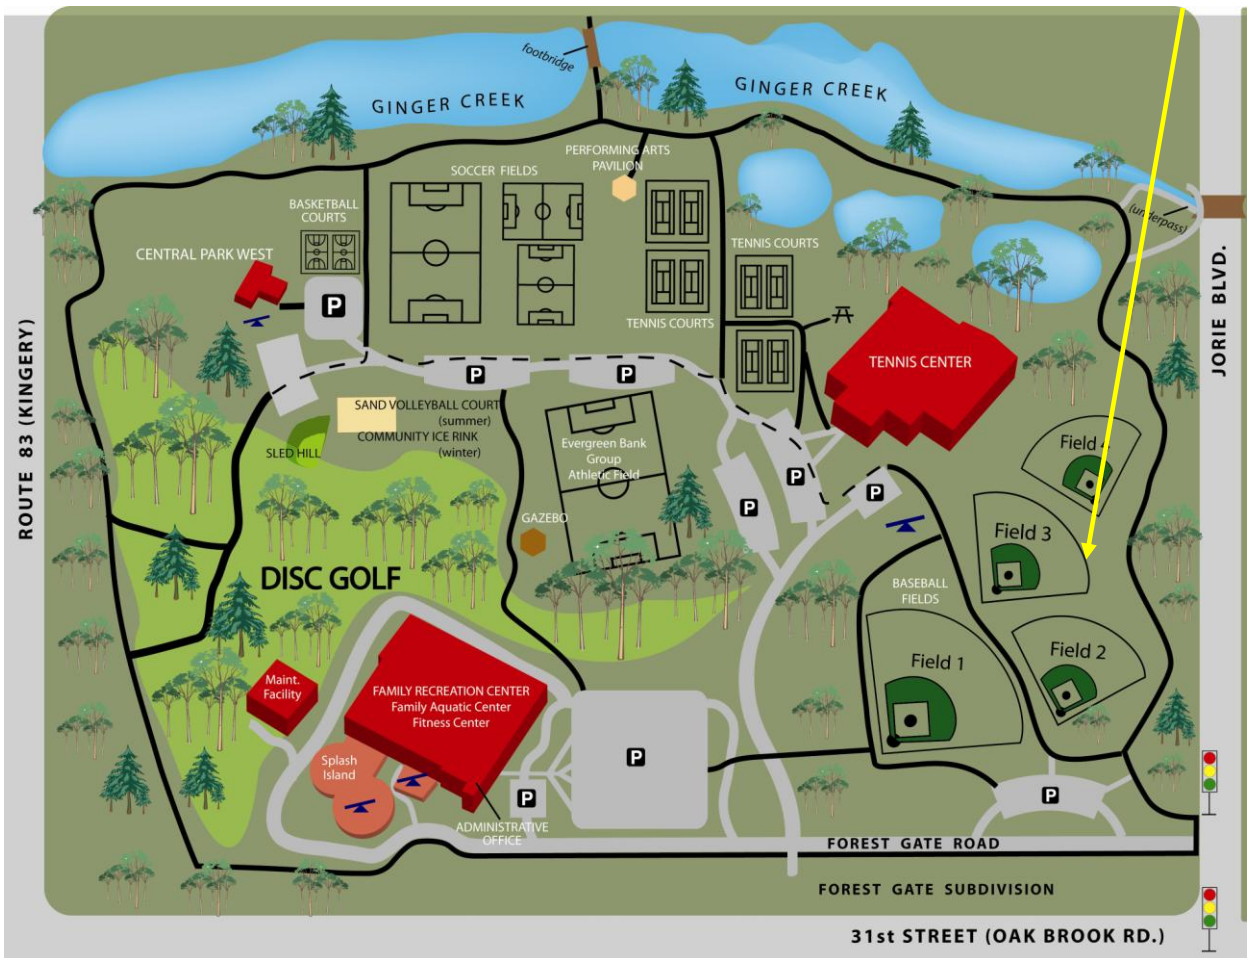 footbridge
GINGER CREEK
GINGER CREEK
PERFORMING ARTS
PAVILION
SOCCER FIELDS
BASKETBALL
COURTS
(underpass)
CENTRAL PARK WEST
TENNIS COURTS
P
TENNIS COURTS
ROUTE 83 (KINGERY)
JORIE BLVD.
TENNIS CENTER
P
P
SAND VOLLEYBALL COURT
(summer)
COMMUNITY ICE RINK
(winter)
SLED HILL
Evergreen Bank
Group
Athletic Field
Field 4
P
P
P
GAZEBO
Field 3
DISC GOLF
BASEBALL
FIELDS
Field 1
Field 2
Maint.
Facility
FAMILY RECREATION CENTER
Family Aquatic Center
Fitness Center
Splash
Island
P
P
P
ADMINISTRATIVE
OFFICE
FOREST GATE ROAD
FOREST GATE SUBDIVISION
31st STREET (OAK BROOK RD.)